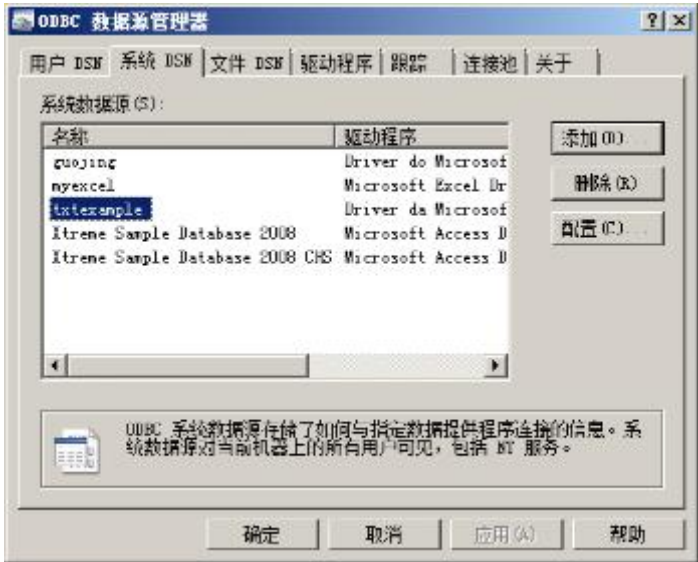 ODBC 数据源管理器
用户 DSN 系统 DSN 文件 DSN 驱动程序 跟踪 连接池 关于
系统数据源(S):
名称 驱动程序
guojing Driver do Microsof
myexcel Microsoft Excel Dr
txtexample Driver da Microsof
Xtreme Sample Database 2008 Microsoft Access D
Xtreme Sample Database 2008 CHS Microsoft Access D
添加(D)...
删除(R)
配置(C)...
ODBC 系统数据源存储了如何与指定数据提供程序连接的信息。系
统数据源对当前机器上的所有用户可见，包括 NT 服务。
确定 取消 应用(A) 帮助